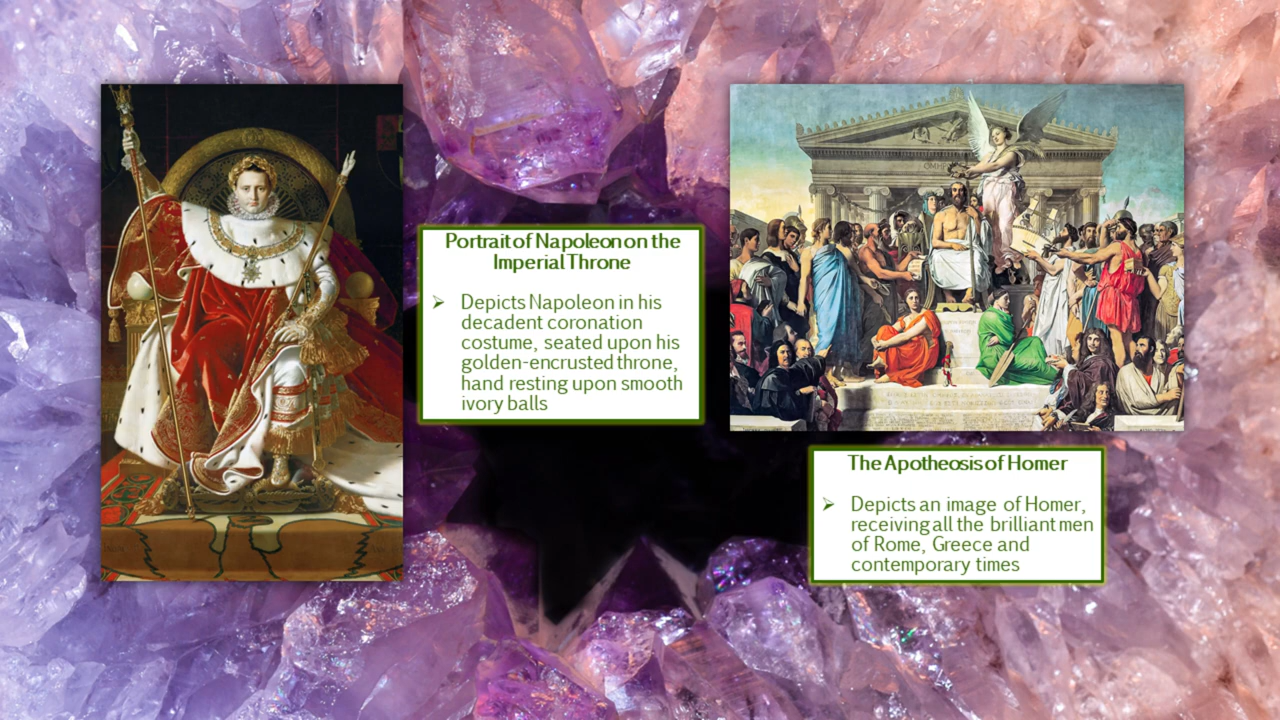 Portrait of Napoleon on the
Imperial Throne
➢ Depicts Napoleon in his
decadent coronation
costume, seated upon his
golden-encrusted throne,
hand resting upon smooth
ivory balls
The Apotheosis of Homer
➢ Depicts an image of Homer,
receiving all the brilliant men
of Rome, Greece and
contemporary times